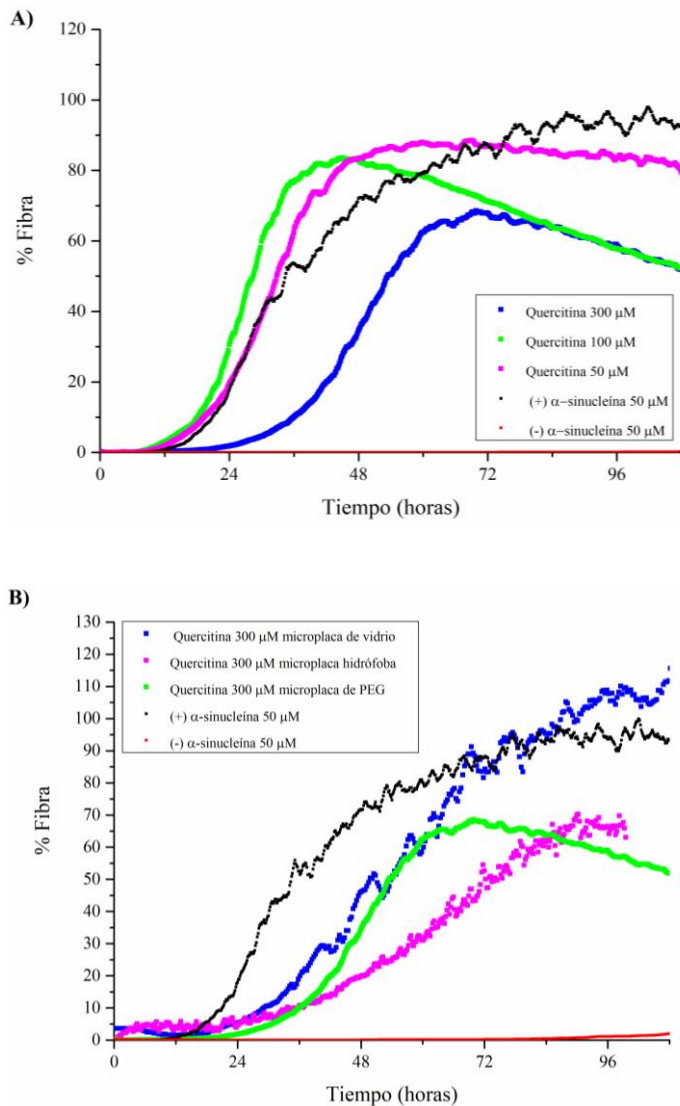 A)
120
100
80
60
40
20
0
% Fibra
Quercitina 300 μM
Quercitina 100 μM
Quercitina 50 μM
(+) α−sinucleína 50 μM
(-) α−sinucleína 50 μM
0 24 48 72 96
Tiempo (horas)
B)
130
120
110
100
90
80
70
60
50
40
30
20
10
0
% Fibra
Quercitina 300 μM microplaca de vidrio
Quercitina 300 μM microplaca hidrófoba
Quercitina 300 μM microplaca de PEG
(+) α-sinucleína 50 μM
(-) α-sinucleína 50 μM
0 24 48 72 96
Tiempo (horas)